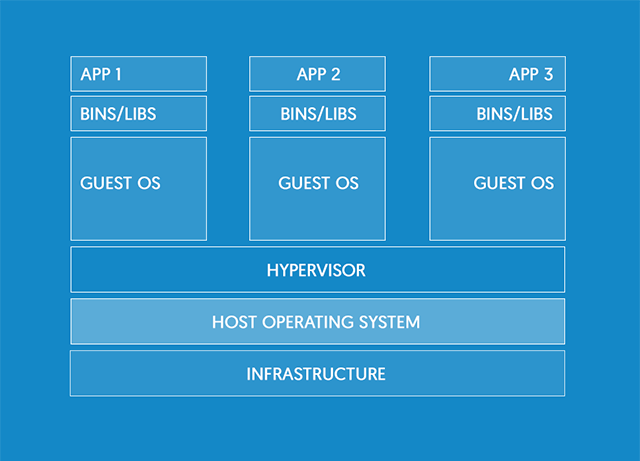 APP 1
APP 2
APP 3
BINS/LIBS
BINS/LIBS
BINS/LIBS
GUEST OS
GUEST OS
GUEST OS
HYPERVISOR
HOST OPERATING SYSTEM
INFRASTRUCTURE